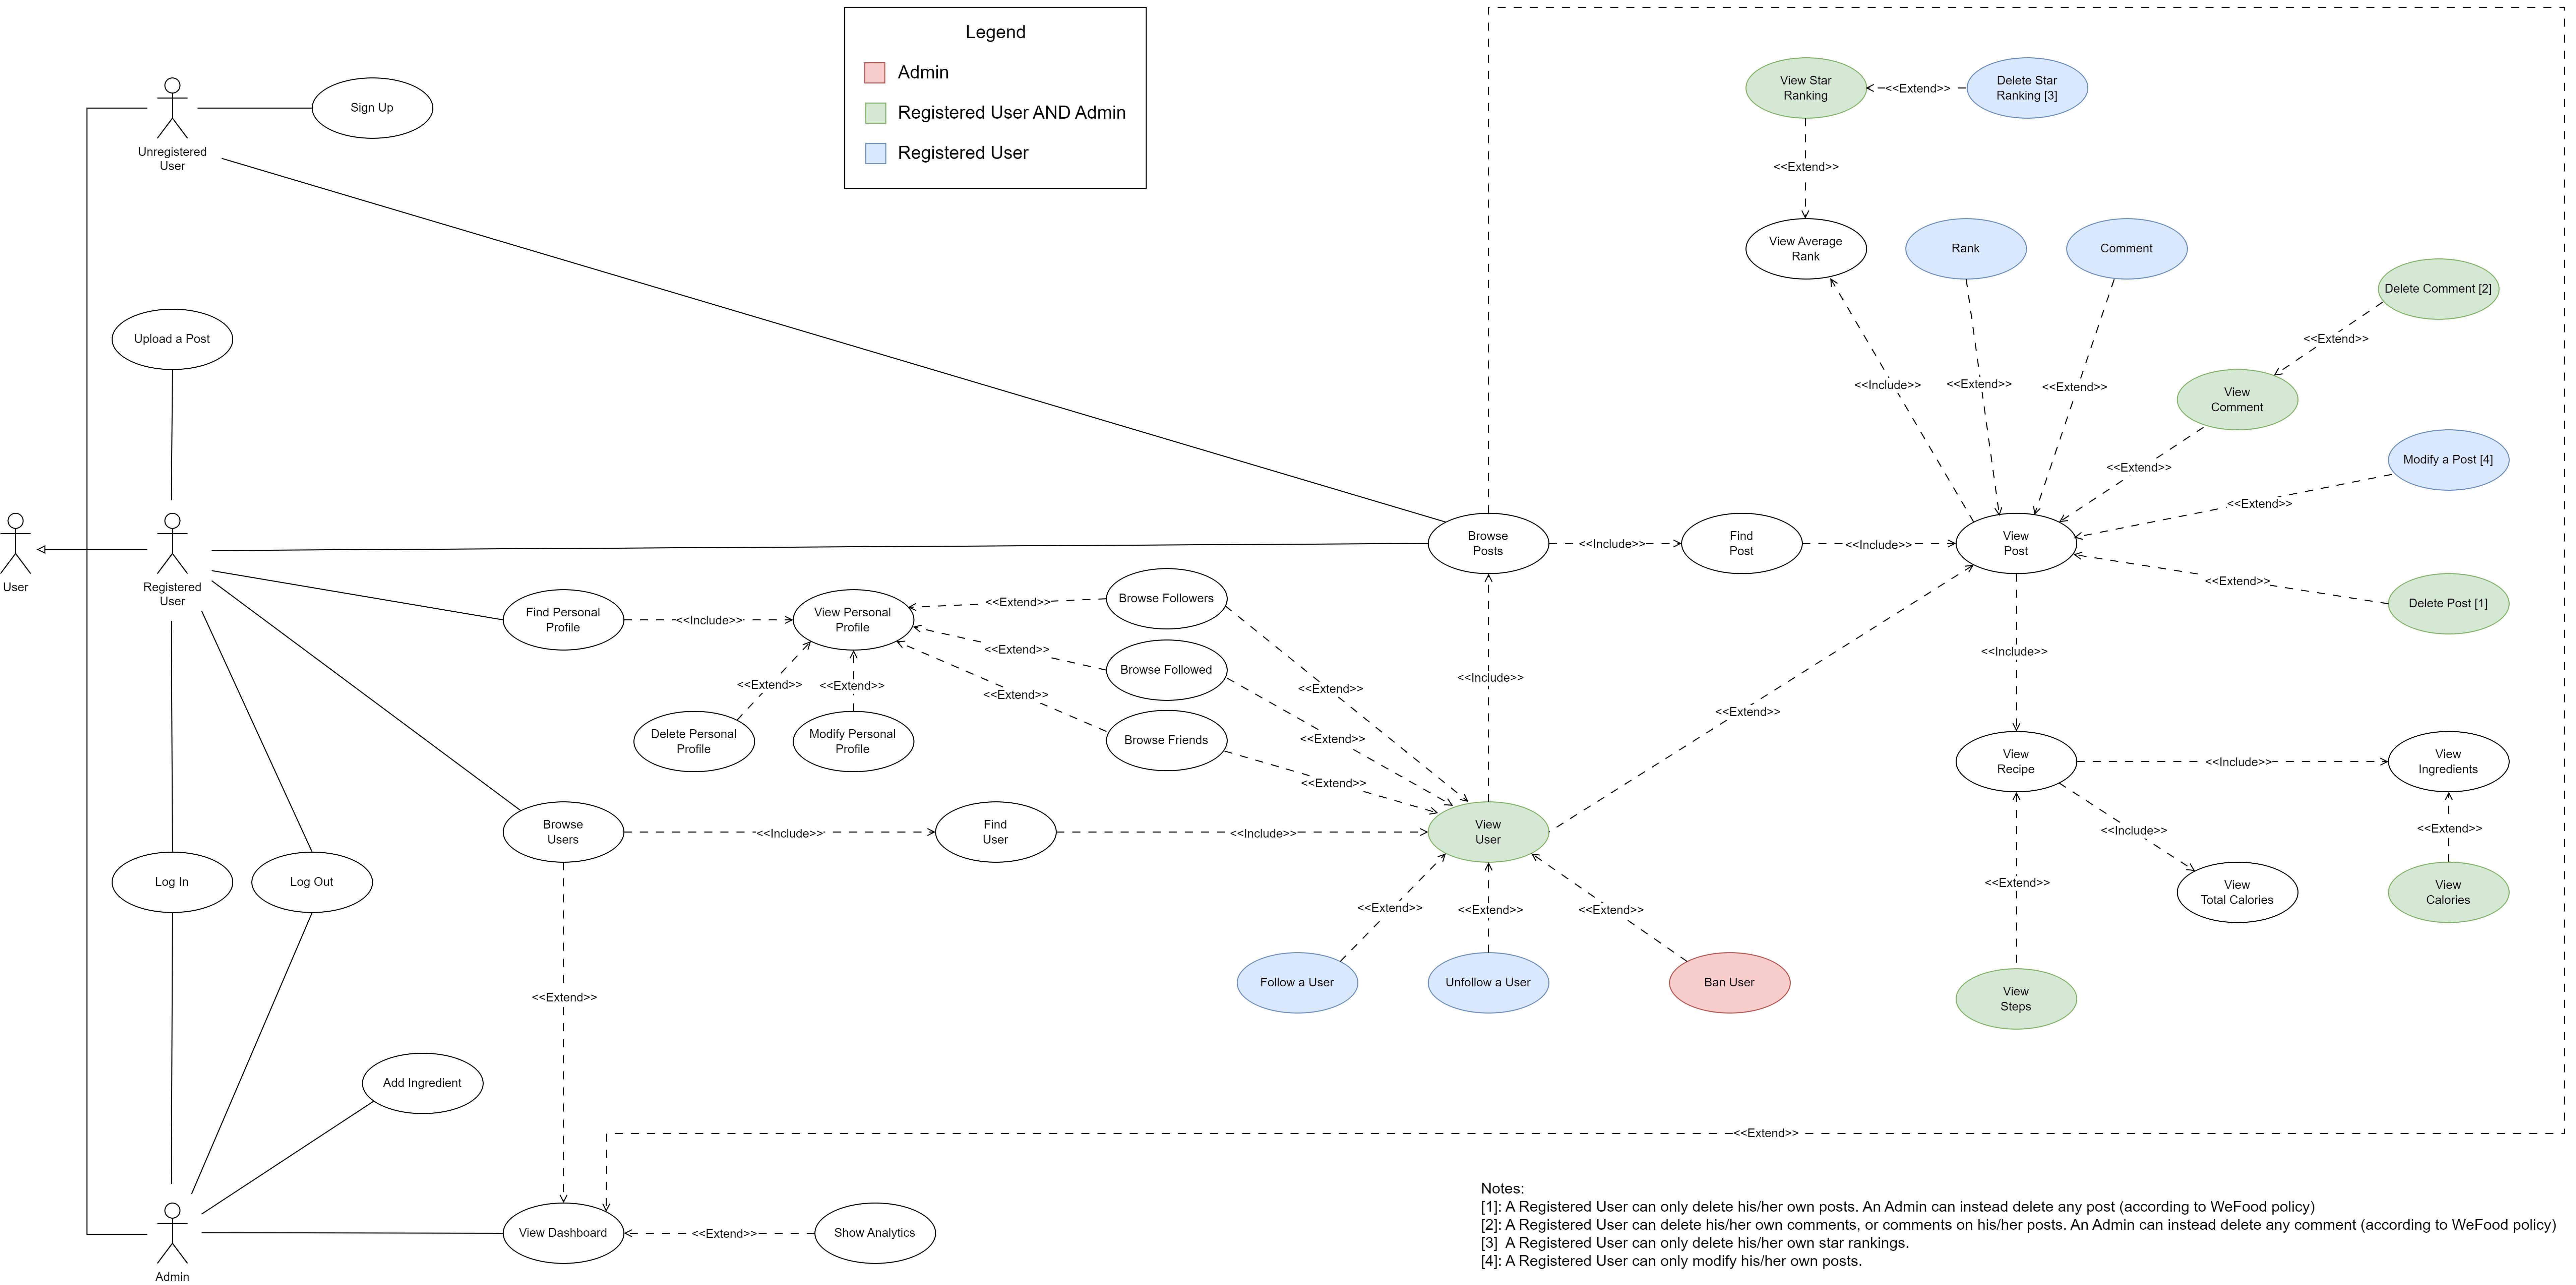 Legend
Admin
Registered User AND Admin
Registered User
Unregistered
User
Sign Up
View Star
Ranking
<<Extend>>
Delete Star
Ranking [3]
<<Extend>>
View Average
Rank
Rank
Comment
Delete Comment [2]
<<Extend>>
Upload a Post
<<Include>>
<<Extend>>
<<Extend>>
View
Comment
<<Extend>>
Modify a Post [4]
<<Extend>>
User
Registered
User
Browse
Posts
<<Include>>
Find
Post
<<Include>>
View
Post
<<Extend>>
Delete Post [1]
Find Personal
Profile
<<Include>>
View Personal
Profile
<<Extend>>
Browse Followers
<<Extend>>
Browse Followed
<<Extend>>
Browse Friends
<<Extend>>
<<Extend>>
Delete Personal
Profile
Modify Personal
Profile
<<Extend>>
<<Extend>>
<<Extend>>
<<Include>>
<<Extend>>
<<Include>>
View
Recipe
<<Include>>
View
Ingredients
<<Include>>
<<Extend>>
View
Total Calories
View
Calories
<<Extend>>
View
Steps
Browse
Users
<<Include>>
Find
User
<<Include>>
View
User
Log In
Log Out
<<Extend>>
<<Extend>>
<<Extend>>
Follow a User
Unfollow a User
Ban User
<<Extend>>
Add Ingredient
<<Extend>>
Admin
View Dashboard
<<Extend>>
Show Analytics
Notes:
[1]: A Registered User can only delete his/her own posts. An Admin can instead delete any post (according to WeFood policy)
[2]: A Registered User can delete his/her own comments, or comments on his/her posts. An Admin can instead delete any comment (according to WeFood policy)
[3] A Registered User can only delete his/her own star rankings.
[4]: A Registered User can only modify his/her own posts.